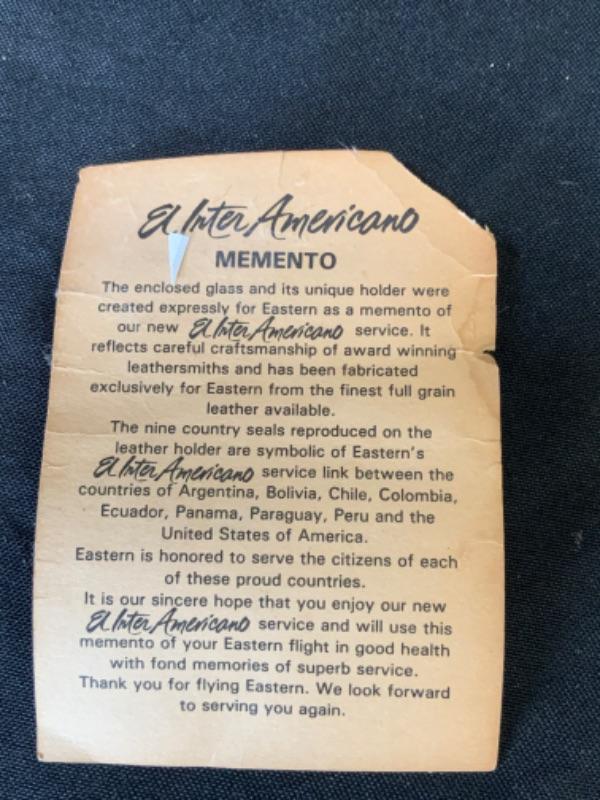 El Inter Americano
MEMENTO
The enclosed glass and its unique holder were
created expressly for Eastern as a memento of
our new El Inter Americano service. It
reflects careful craftsmanship of award winning
leathersmiths and has been fabricated
exclusively for Eastern from the finest full grain
leather available.
The nine country seals reproduced on the
leather holder are symbolic of Eastern's
El Inter Americano service link between the
countries of Argentina, Bolivia, Chile, Colombia,
Ecuador, Panama, Paraguay, Peru and the
United States of America.
Eastern is honored to serve the citizens of each
of these proud countries.
It is our sincere hope that you enjoy our new
El Inter Americano service and will use this
memento of your Eastern flight in good health
with fond memories of superb service.
Thank you for flying Eastern. We look forward
to serving you again.